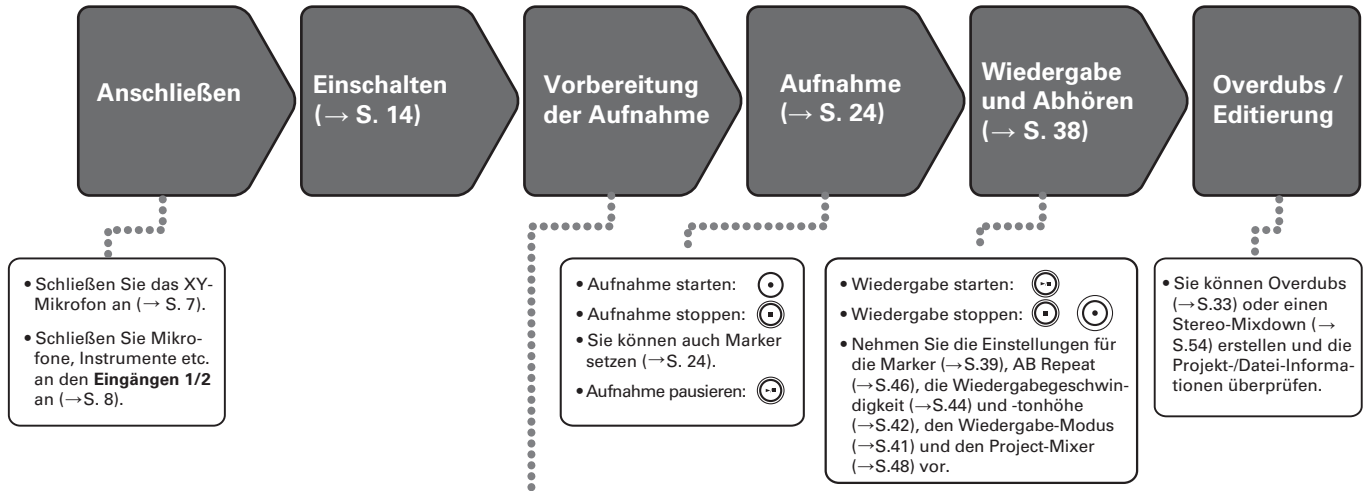 Anschließen
Einschalten
(→ S. 14)
Vorbereitung
der Aufnahme
Aufnahme
(→ S. 24)
Wiedergabe
und Abhören
(→ S. 38)
Overdubs /
Editierung
• Schließen Sie das XY-
Mikrofon an (→ S. 7).
• Schließen Sie Mikro-
fone, Instrumente etc.
an den Eingängen 1/2
an (→S. 8).
• Aufnahme starten:
• Aufnahme stoppen:
• Sie können auch Marker
setzen (→S. 24).
• Aufnahme pausieren:
• Wiedergabe starten:
• Wiedergabe stoppen:
• Nehmen Sie die Einstellungen für
die Marker (→S.39), AB Repeat
(→S.46), die Wiedergabegeschwin-
digkeit (→S.44) und -tonhöhe
(→S.42), den Wiedergabe-Modus
(→S.41) und den Project-Mixer
(→S.48) vor.
• Sie können Overdubs
(→S.33) oder einen
Stereo-Mixdown (→
S.54) erstellen und die
Projekt-/Datei-Informa-
tionen überprüfen.